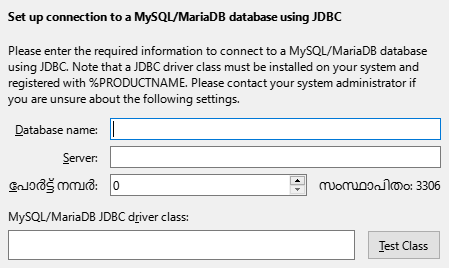 Set up connection to a MySQL/MariaDB database using JDBC
Please enter the required information to connect to a MySQL/MariaDB database
using JDBC. Note that a JDBC driver class must be installed on your system and
registered with %PRODUCTNAME. Please contact your system administrator if
you are unsure about the following settings.
Database name:
Server:
പോര്‍ട്ട് നമ്പര്‍: 0 സംസ്ഥാപിതം: 3306
MySQL/MariaDB JDBC driver class:
Test Class